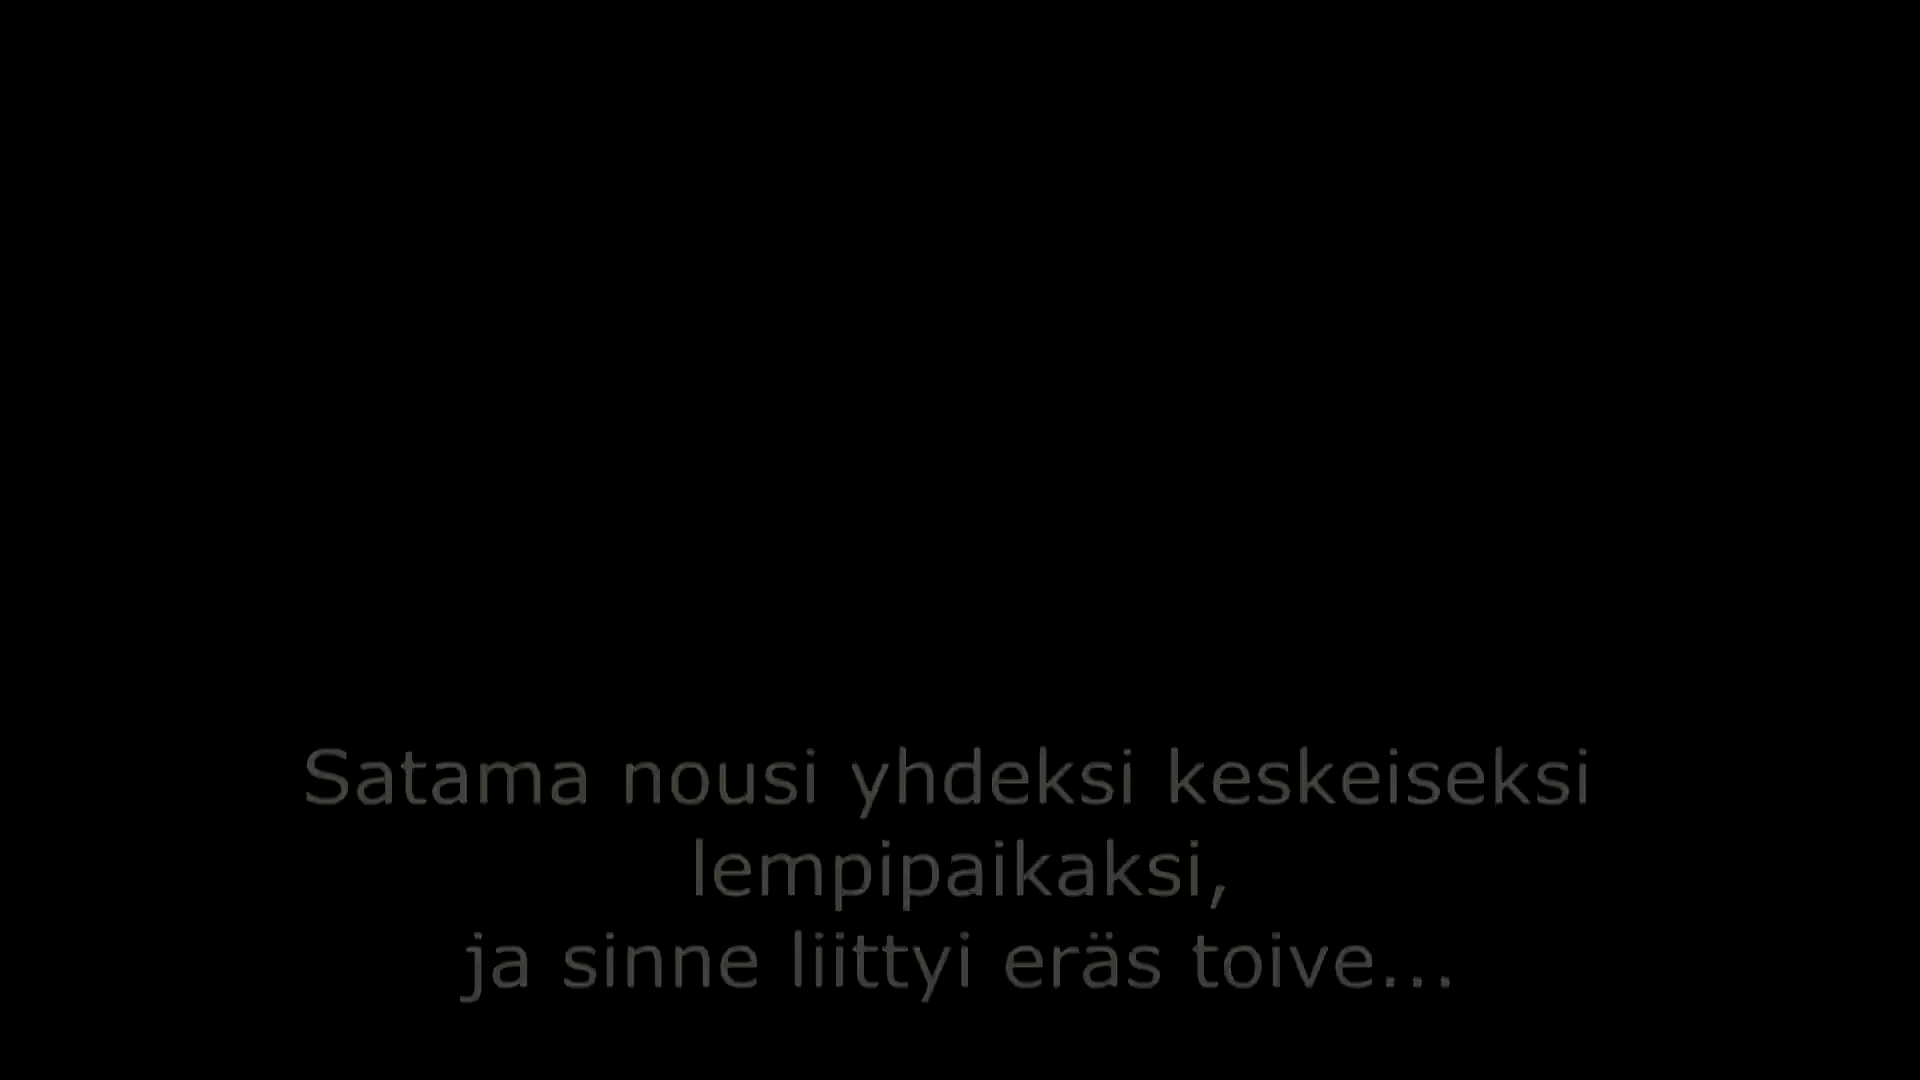 Satama nousi yhdeksi keskeiseksi
lempipaikaksi,
ja sinne liittyi eräs toive...